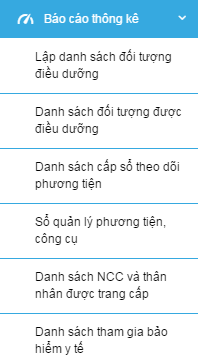 Báo cáo thống kê
Lập danh sách đối tượng
điều dưỡng
Danh sách đối tượng được
điều dưỡng
Danh sách cấp sổ theo dõi
phương tiện
Sổ quản lý phương tiện,
công cụ
Danh sách NCC và thân
nhân được trang cấp
Danh sách tham gia bảo
hiểm y tế